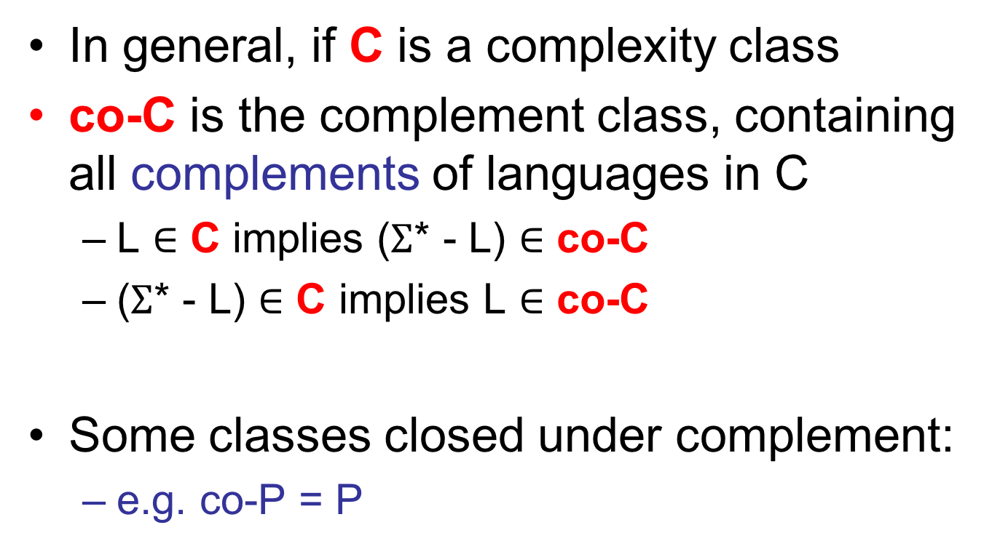 • In general, if C is a complexity class
• co-C is the complement class, containing
all complements of languages in C
– L ∈ C implies (Σ* - L) ∈ co-C
– (Σ* - L) ∈ C implies L ∈ co-C
• Some classes closed under complement:
– e.g. co-P = P